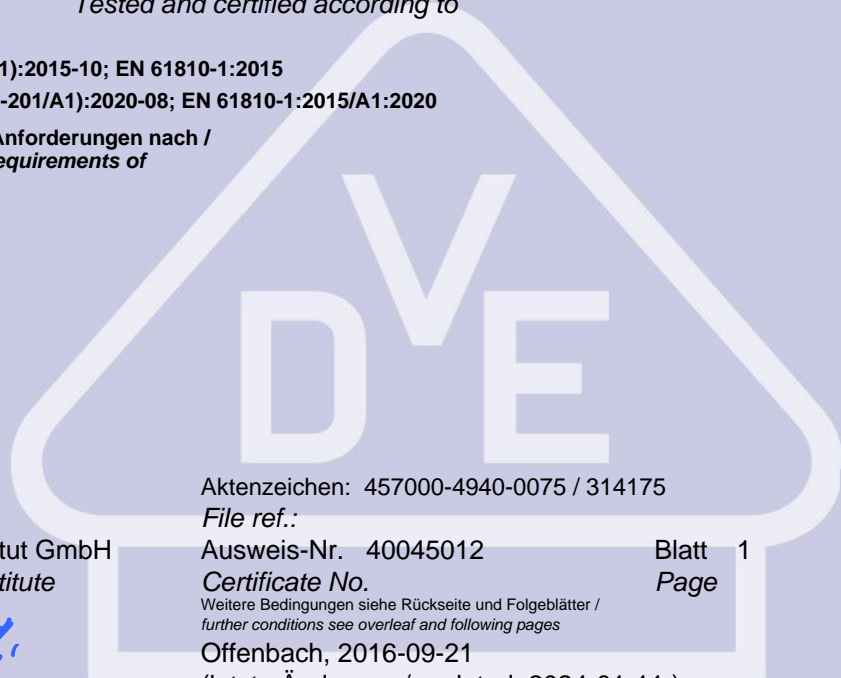 Tested and certified according to
1):2015-10; EN 61810-1:2015
-201/A1):2020-08; EN 61810-1:2015/A1:2020
Anforderungen nach /
equirements of
VDE
Aktenzeichen: 457000-4940-0075 / 314175
File ref.:
tut GmbH Ausweis-Nr. 40045012 Blatt 1
titute Certificate No. Page
Weitere Bedingungen siehe Rückseite und Folgeblätter /
further conditions see overleaf and following pages
Offenbach, 2016-09-21